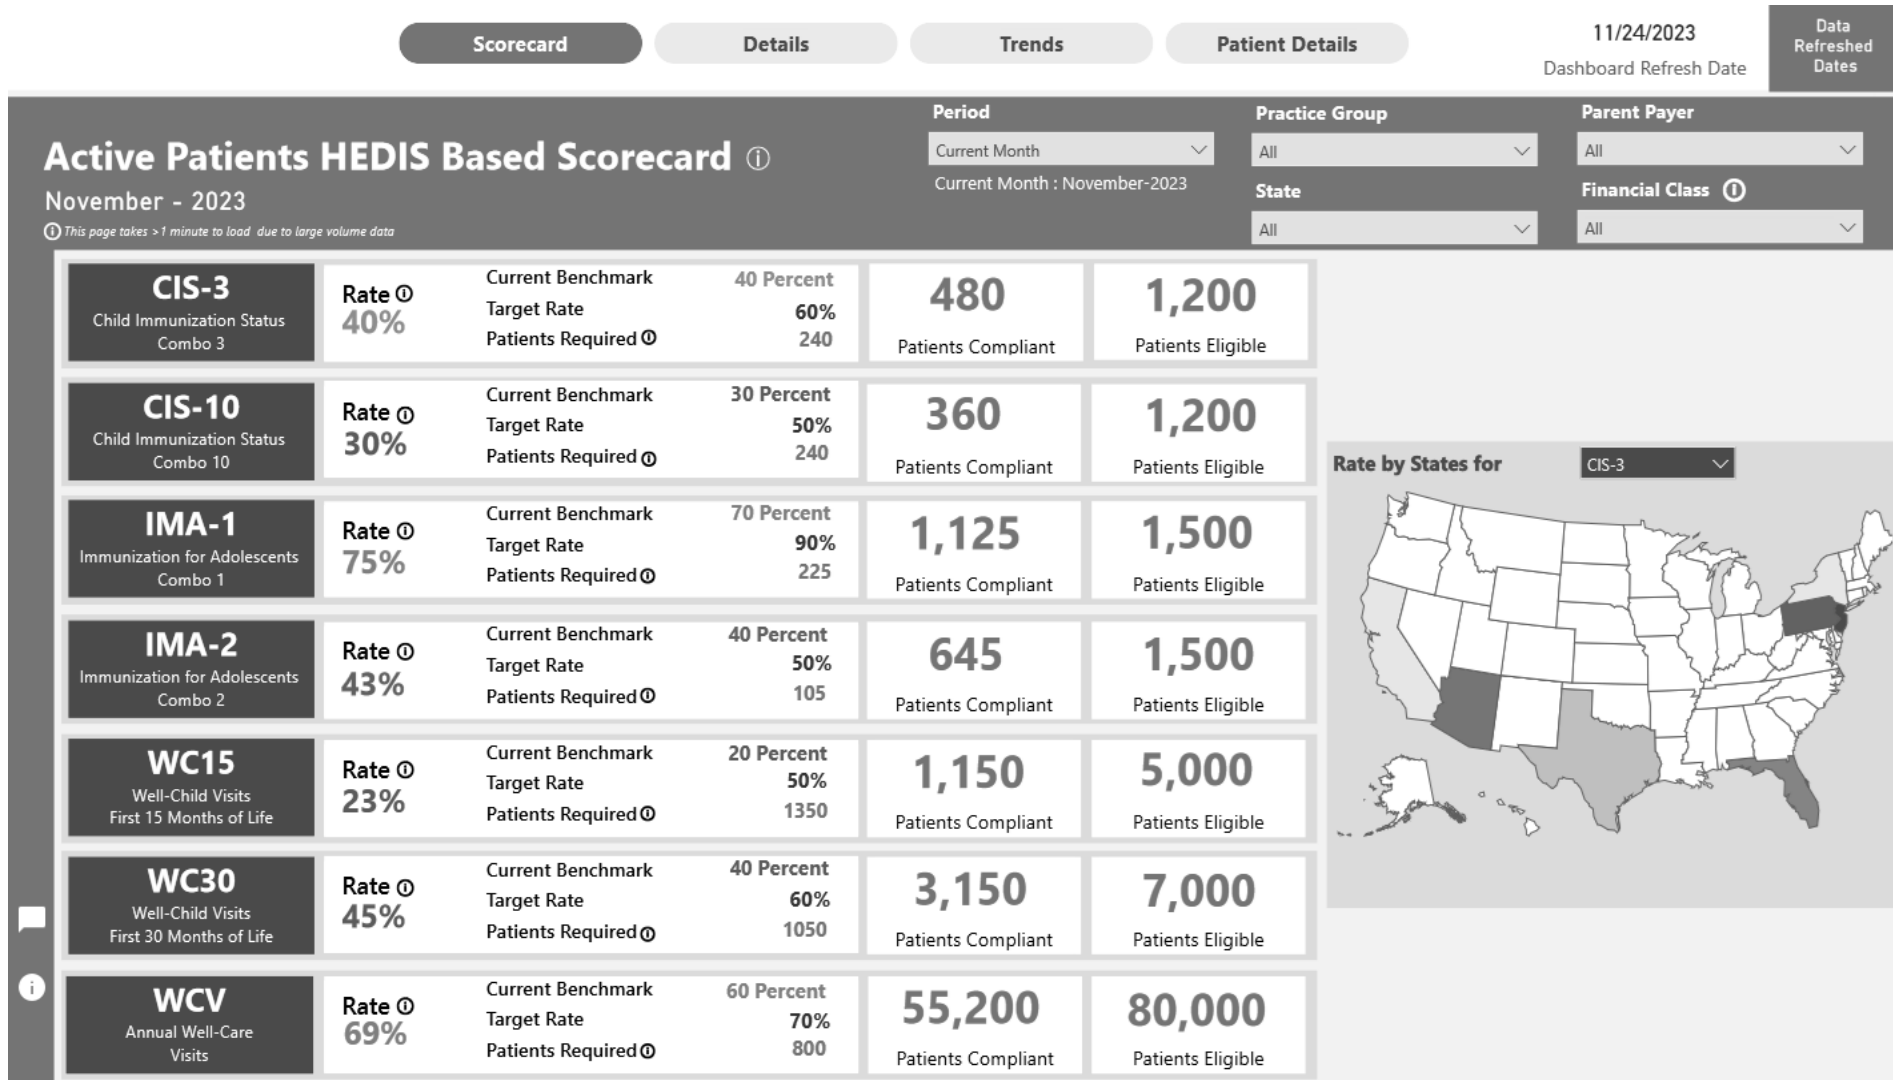 Scorecard
Details
Trends
Patient Details
11/24/2023
Dashboard Refresh Date
Data
Refreshed
Dates
Active Patients HEDIS Based Scorecard
November - 2023
This page takes >1 minute to load due to large volume data
Period
Current Month
Current Month : November-2023
Practice Group
All
State
All
Parent Payer
All
Financial Class
All
CIS-3
Child Immunization Status
Combo 3
Rate
40%
Current Benchmark 40 Percent
Target Rate 60%
Patients Required 240
480
Patients Compliant
1,200
Patients Eligible
CIS-10
Child Immunization Status
Combo 10
Rate
30%
Current Benchmark 30 Percent
Target Rate 50%
Patients Required 240
360
Patients Compliant
1,200
Patients Eligible
IMA-1
Immunization for Adolescents
Combo 1
Rate
75%
Current Benchmark 70 Percent
Target Rate 90%
Patients Required 225
1,125
Patients Compliant
1,500
Patients Eligible
IMA-2
Immunization for Adolescents
Combo 2
Rate
43%
Current Benchmark 40 Percent
Target Rate 50%
Patients Required 105
645
Patients Compliant
1,500
Patients Eligible
WC15
Well-Child Visits
First 15 Months of Life
Rate
23%
Current Benchmark 20 Percent
Target Rate 50%
Patients Required 1350
1,150
Patients Compliant
5,000
Patients Eligible
WC30
Well-Child Visits
First 30 Months of Life
Rate
45%
Current Benchmark 40 Percent
Target Rate 60%
Patients Required 1050
3,150
Patients Compliant
7,000
Patients Eligible
WCV
Annual Well-Care
Visits
Rate
69%
Current Benchmark 60 Percent
Target Rate 70%
Patients Required 800
55,200
Patients Compliant
80,000
Patients Eligible
Rate by States for
CIS-3